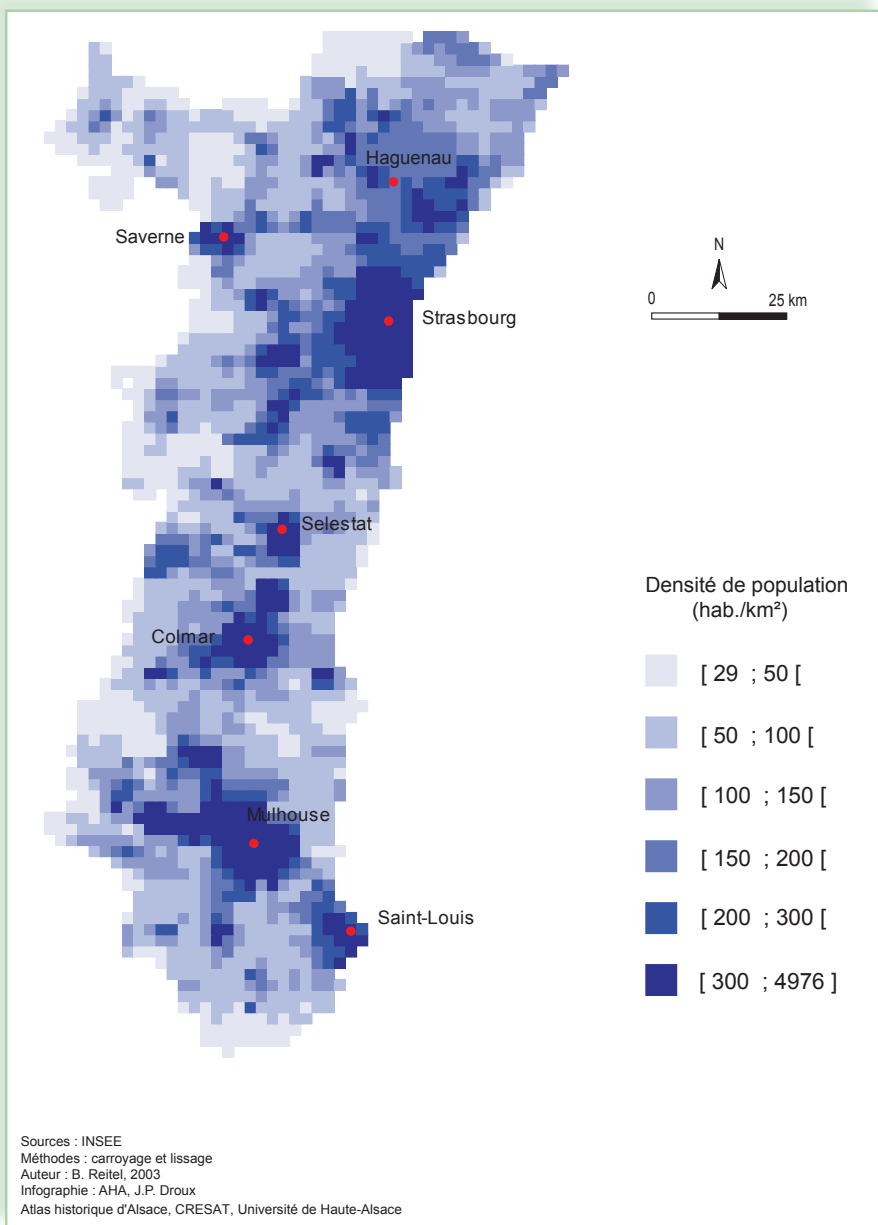 Haguenau
Saverne
N
0 25 km
Strasbourg
Selestat
Densité de population
(hab./km²)
Colmar
[ 29 ; 50 [
[ 50 ; 100 [
[ 100 ; 150 [
Mulhouse
[ 150 ; 200 [
Saint-Louis
[ 200 ; 300 [
[ 300 ; 4976 ]
Sources : INSEE
Méthodes : carroyage et lissage
Auteur : B. Reitel, 2003
Infographie : AHA, J.P. Droux
Atlas historique d'Alsace, CRESAT, Université de Haute-Alsace